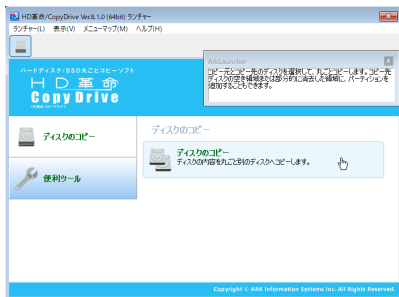 HD革命/CopyDrive Ver.8.1.0 (64bit) ランチャー
ランチャー(L) 表示(V) メニューマップ(M) ヘルプ(H)
ArkLauncher
コピー元とコピー先のディスクを選択して、丸ごとコピーします。コピー先
ディスクの空き領域または部分的に消去した領域に、パーティションを
追加することもできます。
ハードディスク/SSD丸ごとコピーソフト
HD革命
Copy Drive
ディスクのコピー
便利ツール
ディスクのコピー
ディスクのコピー
ディスクの内容を丸ごと別のディスクへコピーします。
Copyright © ARK Information Systems Inc. All Rights Reserved.